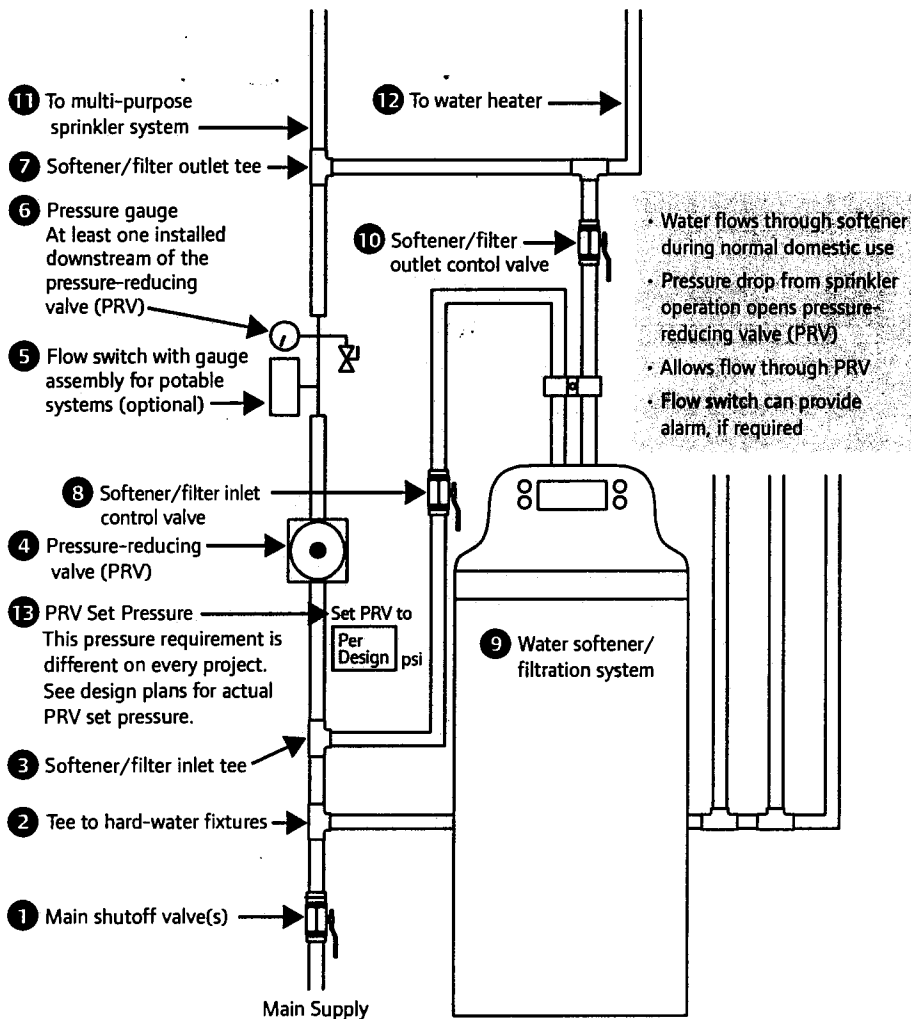 11 To multi-purpose
sprinkler system
12 To water heater
7 Softener/filter outlet tee
6 Pressure gauge
At least one installed
downstream of the
pressure-reducing
valve (PRV)
10 Softener/filter
outlet contol valve
· Water flows through softener
during normal domestic use
· Pressure drop from sprinkler
operation opens pressure-
reducing valve (PRV)
· Allows flow through PRV
· Flow switch can provide
alarm, if required
5 Flow switch with gauge
assembly for potable
systems (optional)
8 Softener/filter inlet
control valve
4 Pressure-reducing
valve (PRV)
13 PRV Set Pressure
This pressure requirement is
different on every project.
See design plans for actual
PRV set pressure.
Set PRV to
Per
Design psi
9 Water softener/
filtration system
3 Softener/filter inlet tee
2 Tee to hard-water fixtures
1 Main shutoff valve(s)
Main Supply